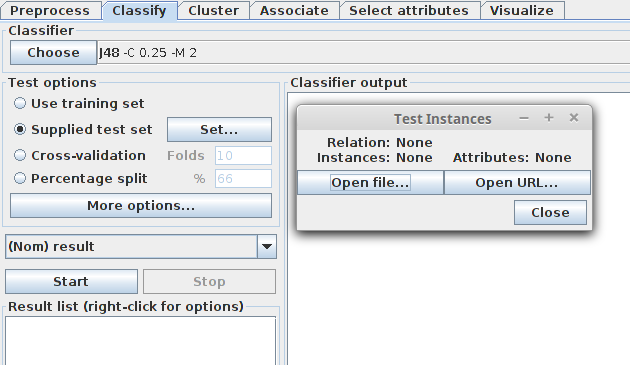 Preprocess Classify Cluster Associate Select attributes Visualize
Classifier
Choose J48 -C 0.25 -M 2
Test options
Use training set
Supplied test set Set...
Cross-validation Folds 10
Percentage split % 66
More options...
(Nom) result
Start Stop
Result list (right-click for options)
Classifier output
Test Instances
Relation: None
Instances: None Attributes: None
Open file... Open URL...
Close